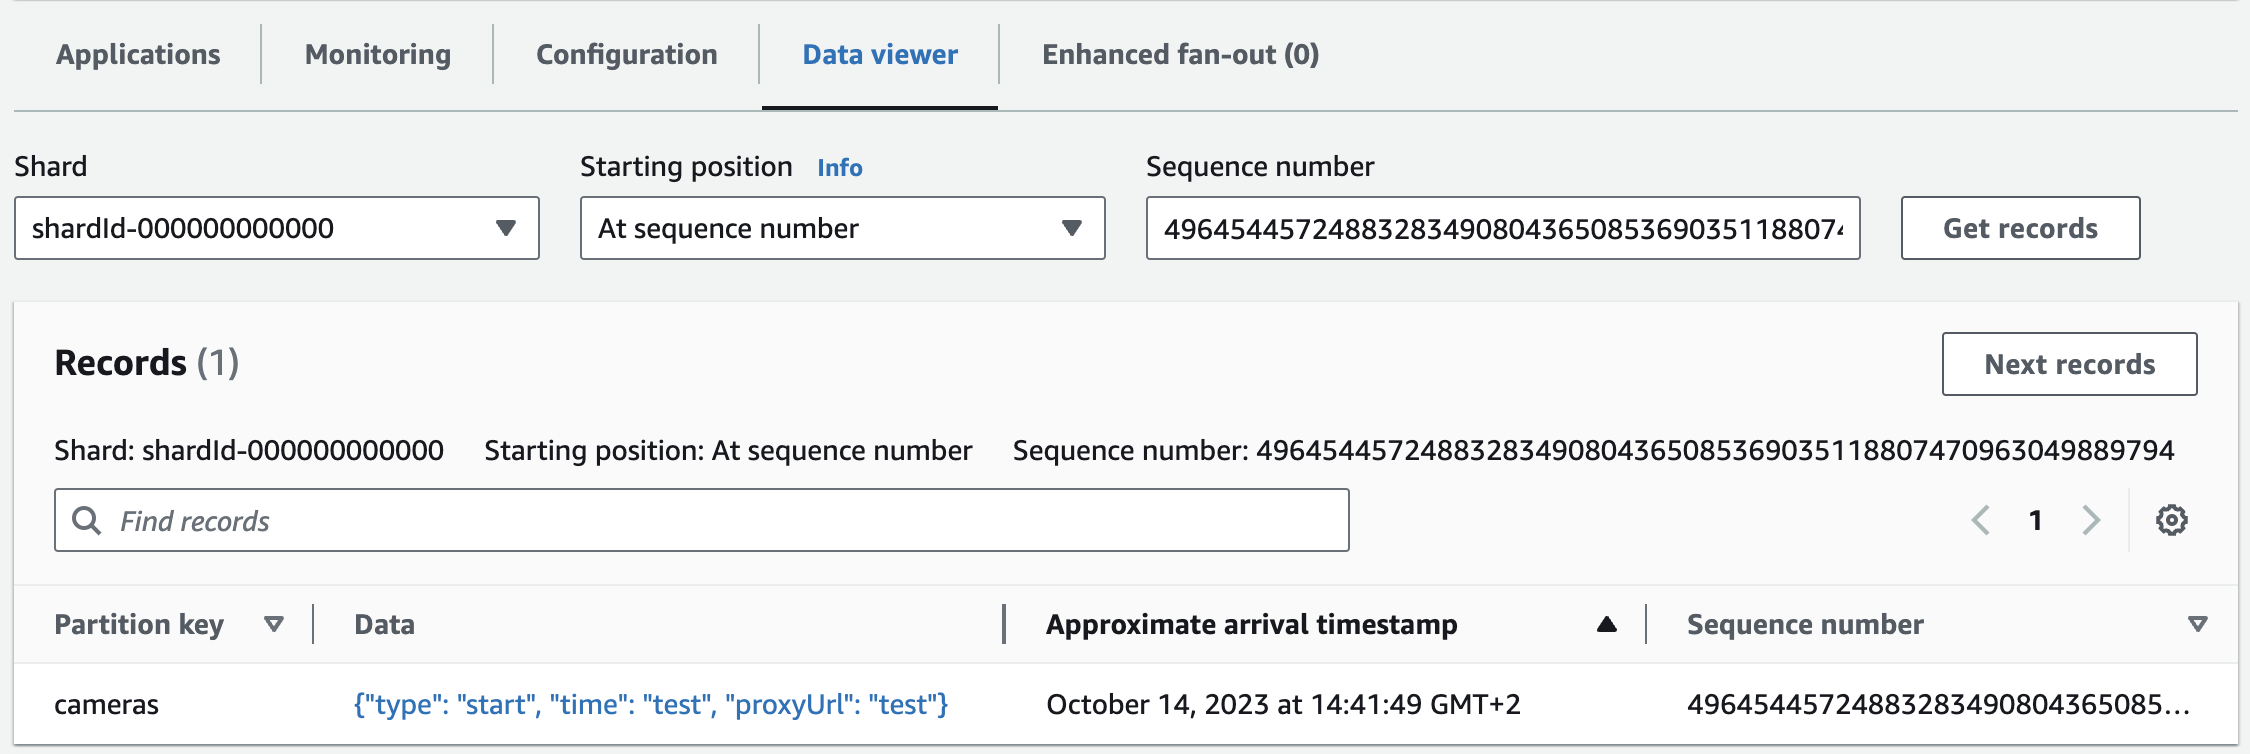 Applications Monitoring Configuration Data viewer Enhanced fan-out (0)
Shard Starting position Info Sequence number
shardId-000000000000 At sequence number 496454457248832834908043650853690351188074 Get records
Records (1) Next records
Shard: shardId-000000000000 Starting position: At sequence number Sequence number: 49645445724883283490804365085369035118807470963049889794
Find records 1
Partition key Data Approximate arrival timestamp Sequence number
cameras {"type": "start", "time": "test", "proxyUrl": "test"} October 14, 2023 at 14:41:49 GMT+2 49645445724883283490804365085...